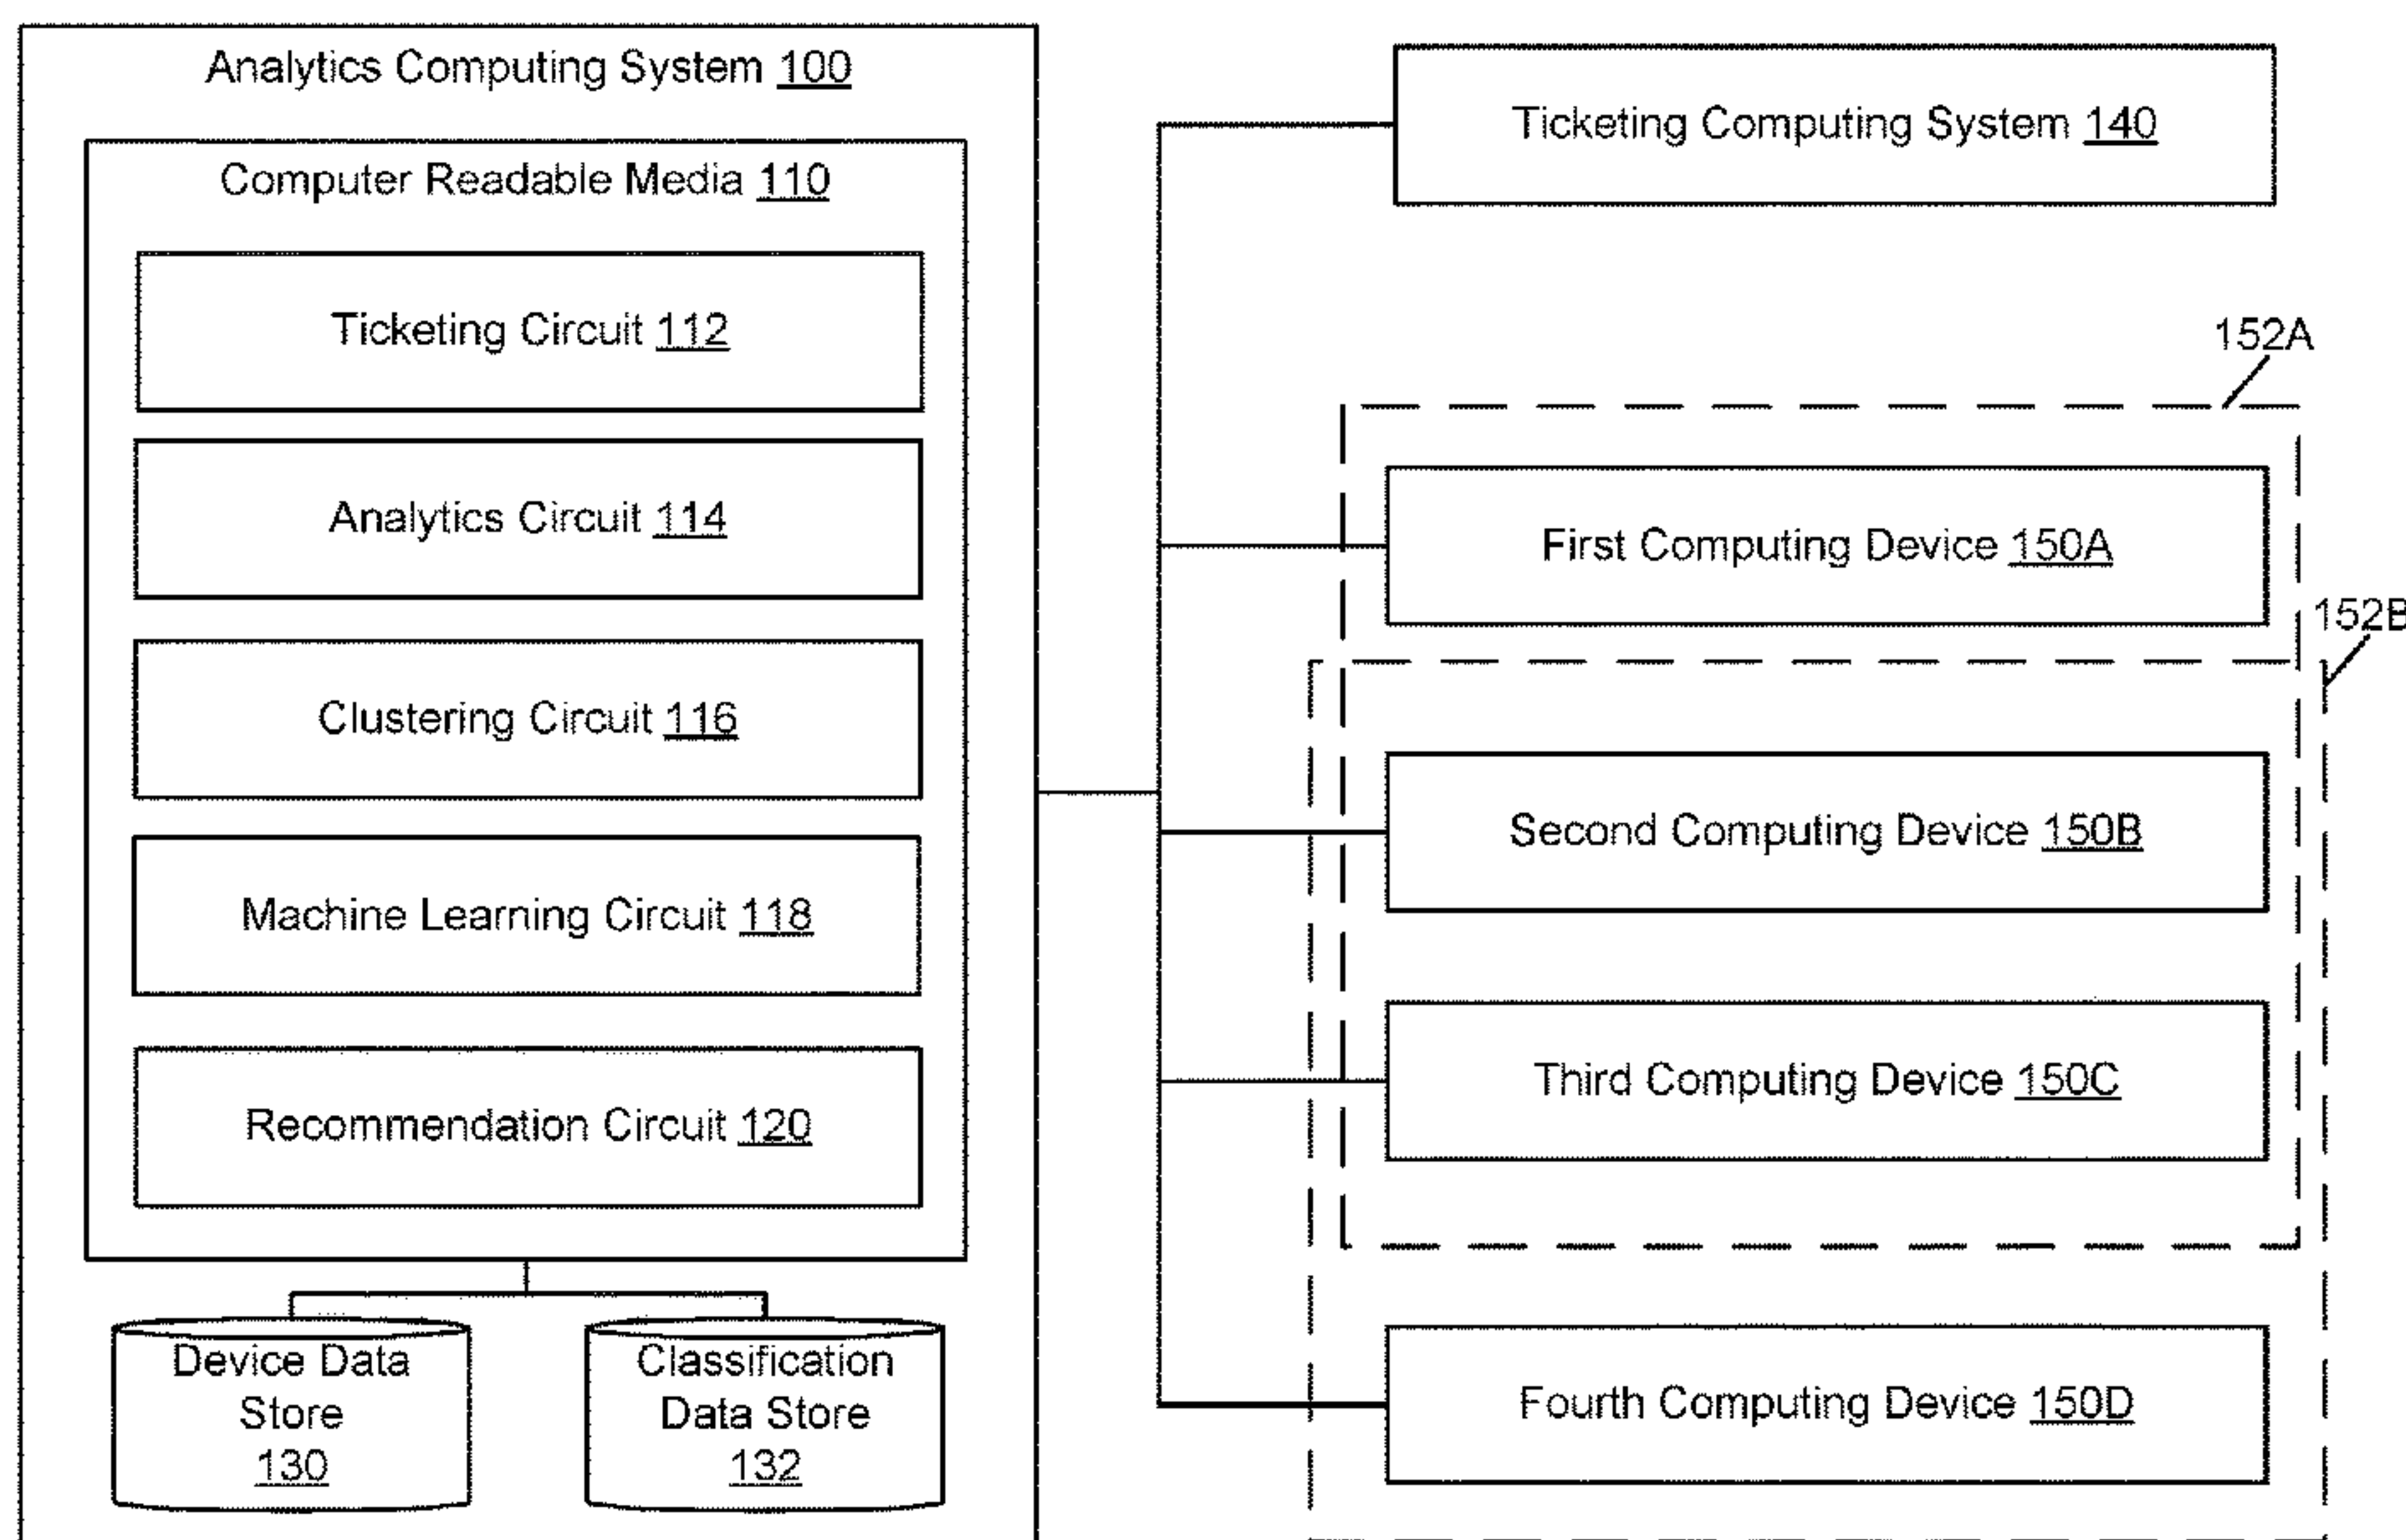 Analytics Computing System 100
Computer Readable Media 110
Ticketing Circuit 112
Analytics Circuit 114
Clustering Circuit 116
Machine Learning Circuit 118
Recommendation Circuit 120
Device Data
Store
130
Classification
Data Store
132
Ticketing Computing System 140
152A
First Computing Device 150A
152B
Second Computing Device 150B
Third Computing Device 150C
Fourth Computing Device 150D